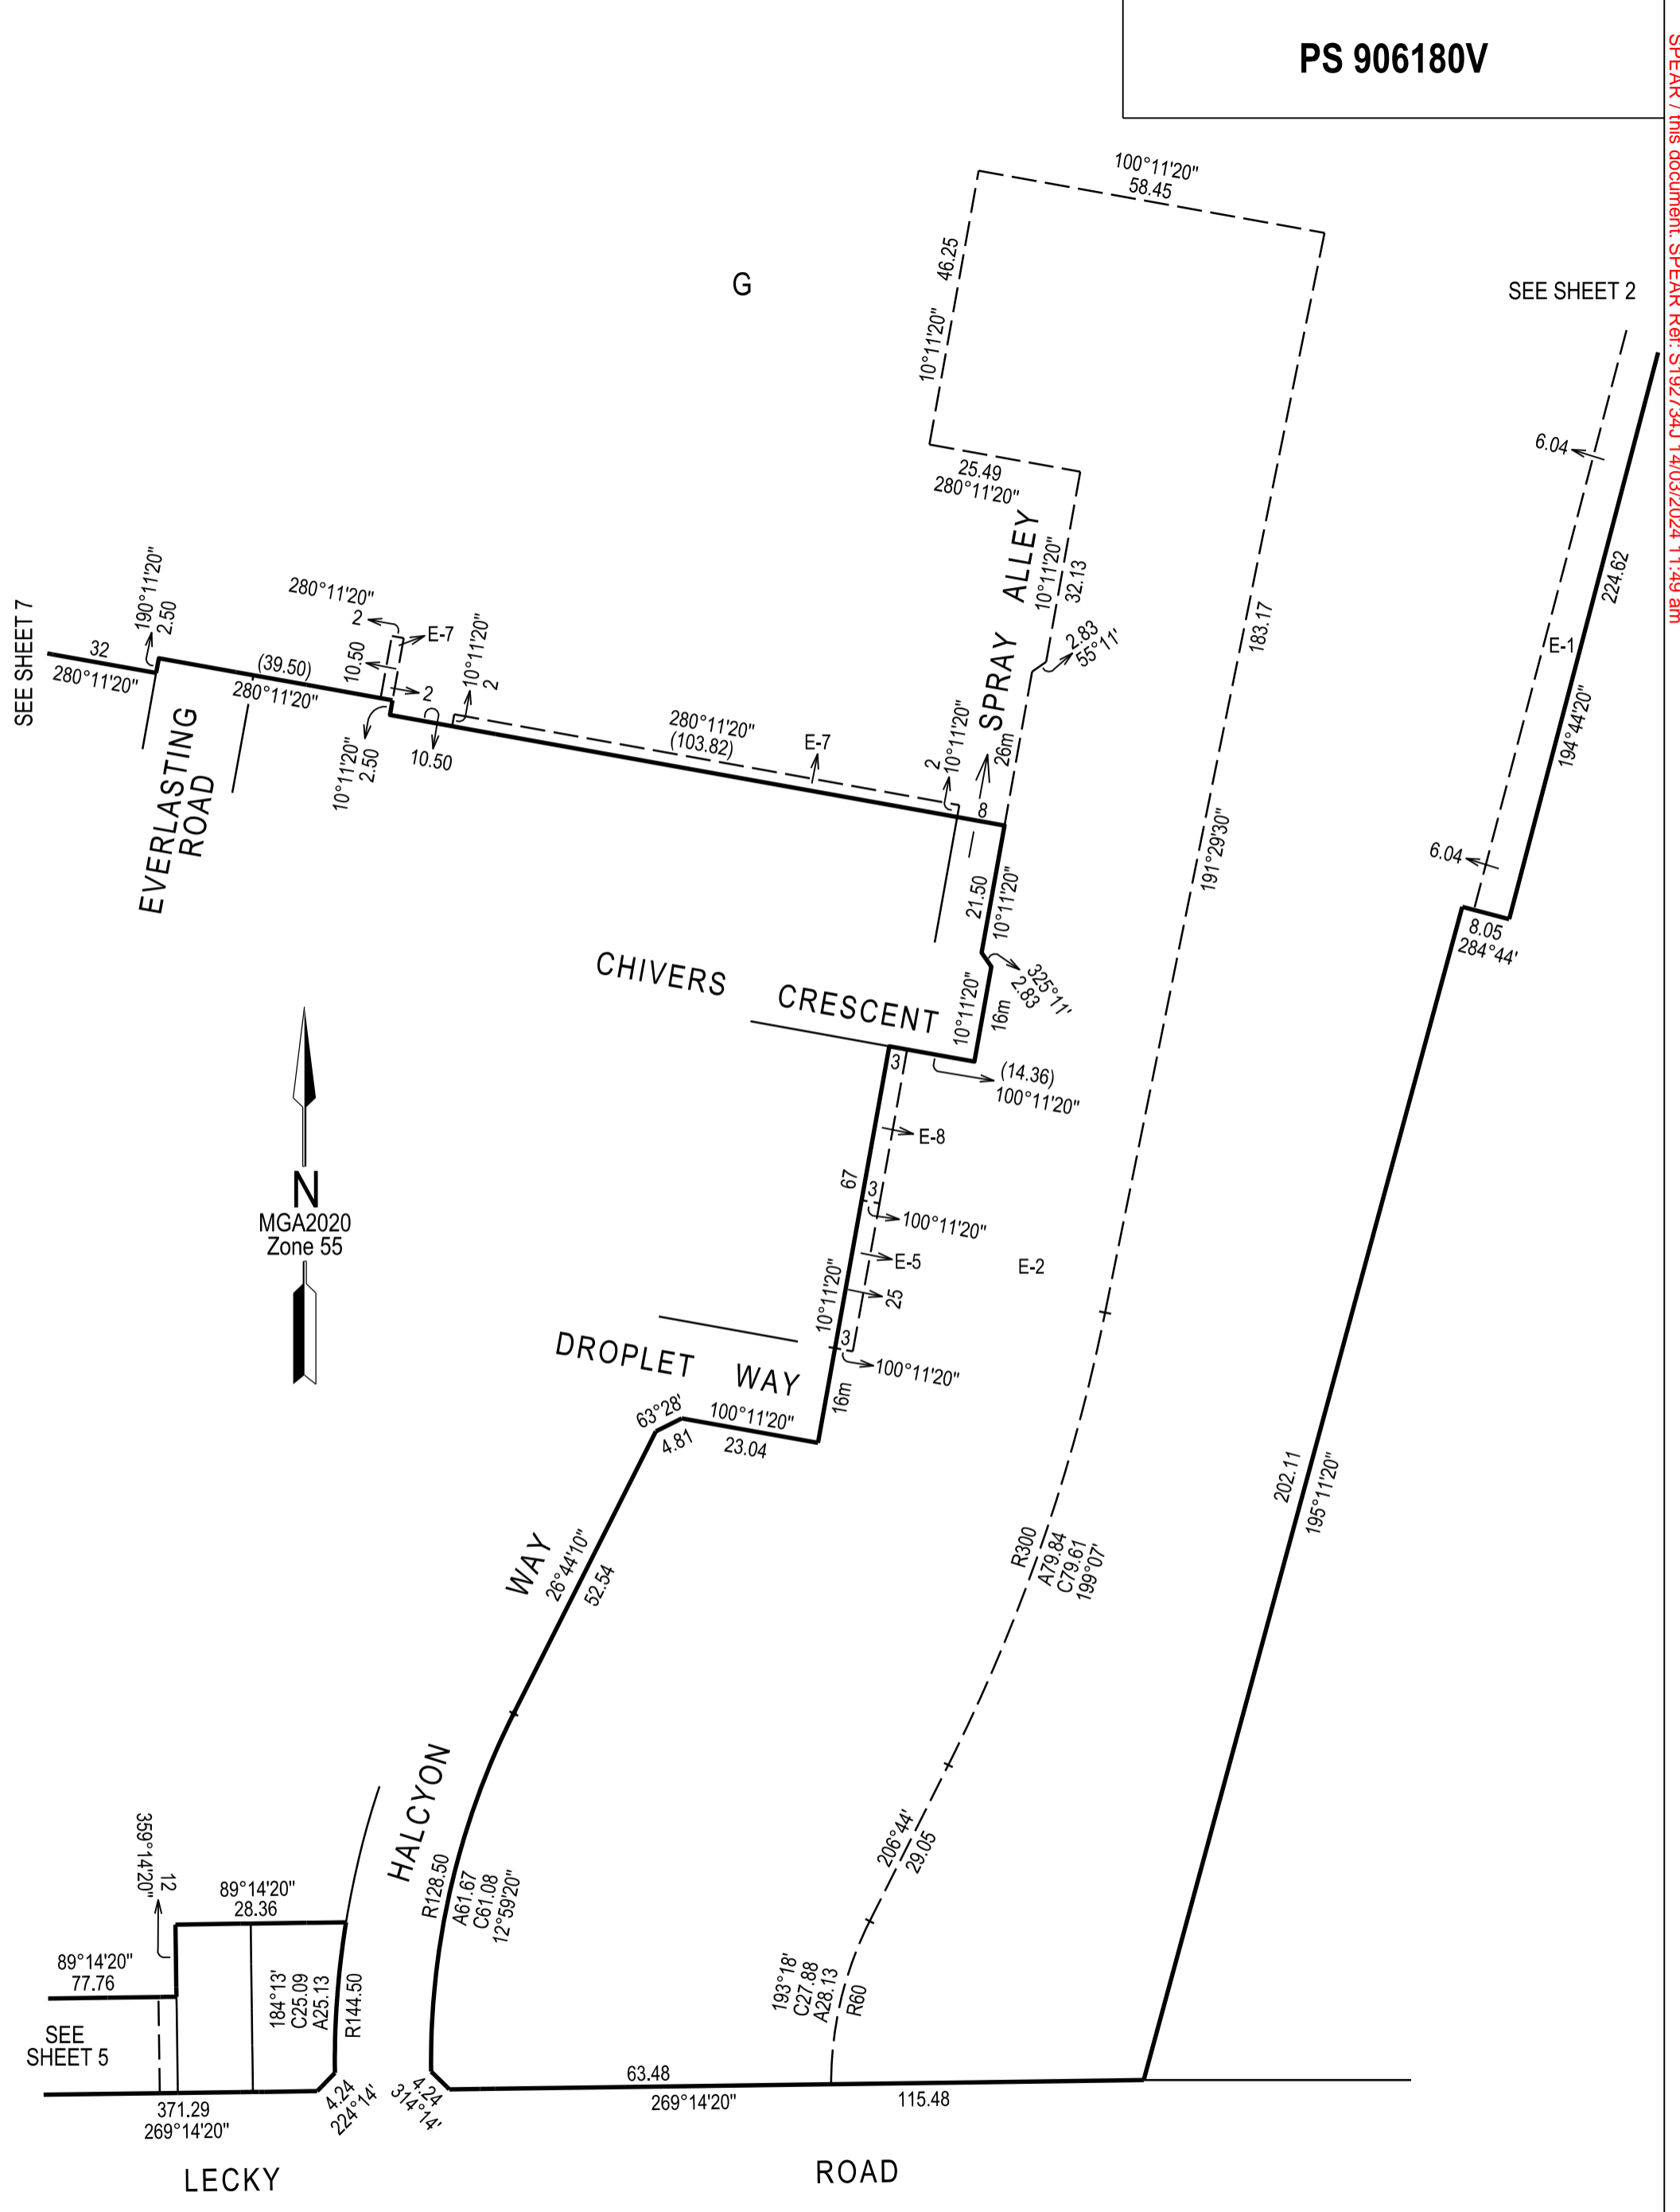 PS 906180V
SPEAR / this document. SPEAR Ref: S192734J 14/03/2024 11:49 am
100°11'20"
58.45
46.25
10°11'20"
G
SEE SHEET 2
6.04
25.49
280°11'20"
SPRAY ALLEY
10°11'20"
32.13
183.17
224.62
E-1
194°44'20"
2.83
55°11'
SEE SHEET 7
32
280°11'20"
190°11'20"
2.50
(39.50)
280°11'20"
280°11'20"
2
E-7
10.50
2
10°11'20"
2
10°11'20"
2.50
10.50
280°11'20"
(103.82)
E-7
2
10°11'20"
26m
8
EVERLASTING
ROAD
6.04
191°29'30"
21.50
10°11'20"
8.05
284°44'
CHIVERS CRESCENT
325°11'
2.83
10°11'20"
16m
3
(14.36)
100°11'20"
E-8
N
MGA2020
Zone 55
67
3
100°11'20"
E-5
E-2
25
10°11'20"
3
100°11'20"
DROPLET WAY
16m
63°28'
4.81
100°11'20"
23.04
202.11
195°11'20"
WAY
26°44'10"
52.54
R300
A79.84
C79.61
199°07'
HALCYON
R128.50
A61.67
C61.08
12°59'20"
206°44'
29.05
359°14'20"
12
89°14'20"
28.36
89°14'20"
77.76
184°13'
C25.09
A25.13
R144.50
193°18'
C27.88
A28.13
R60
SEE
SHEET 5
63.48
269°14'20"
115.48
4.24
224°14'
4.24
314°14'
371.29
269°14'20"
LECKY ROAD